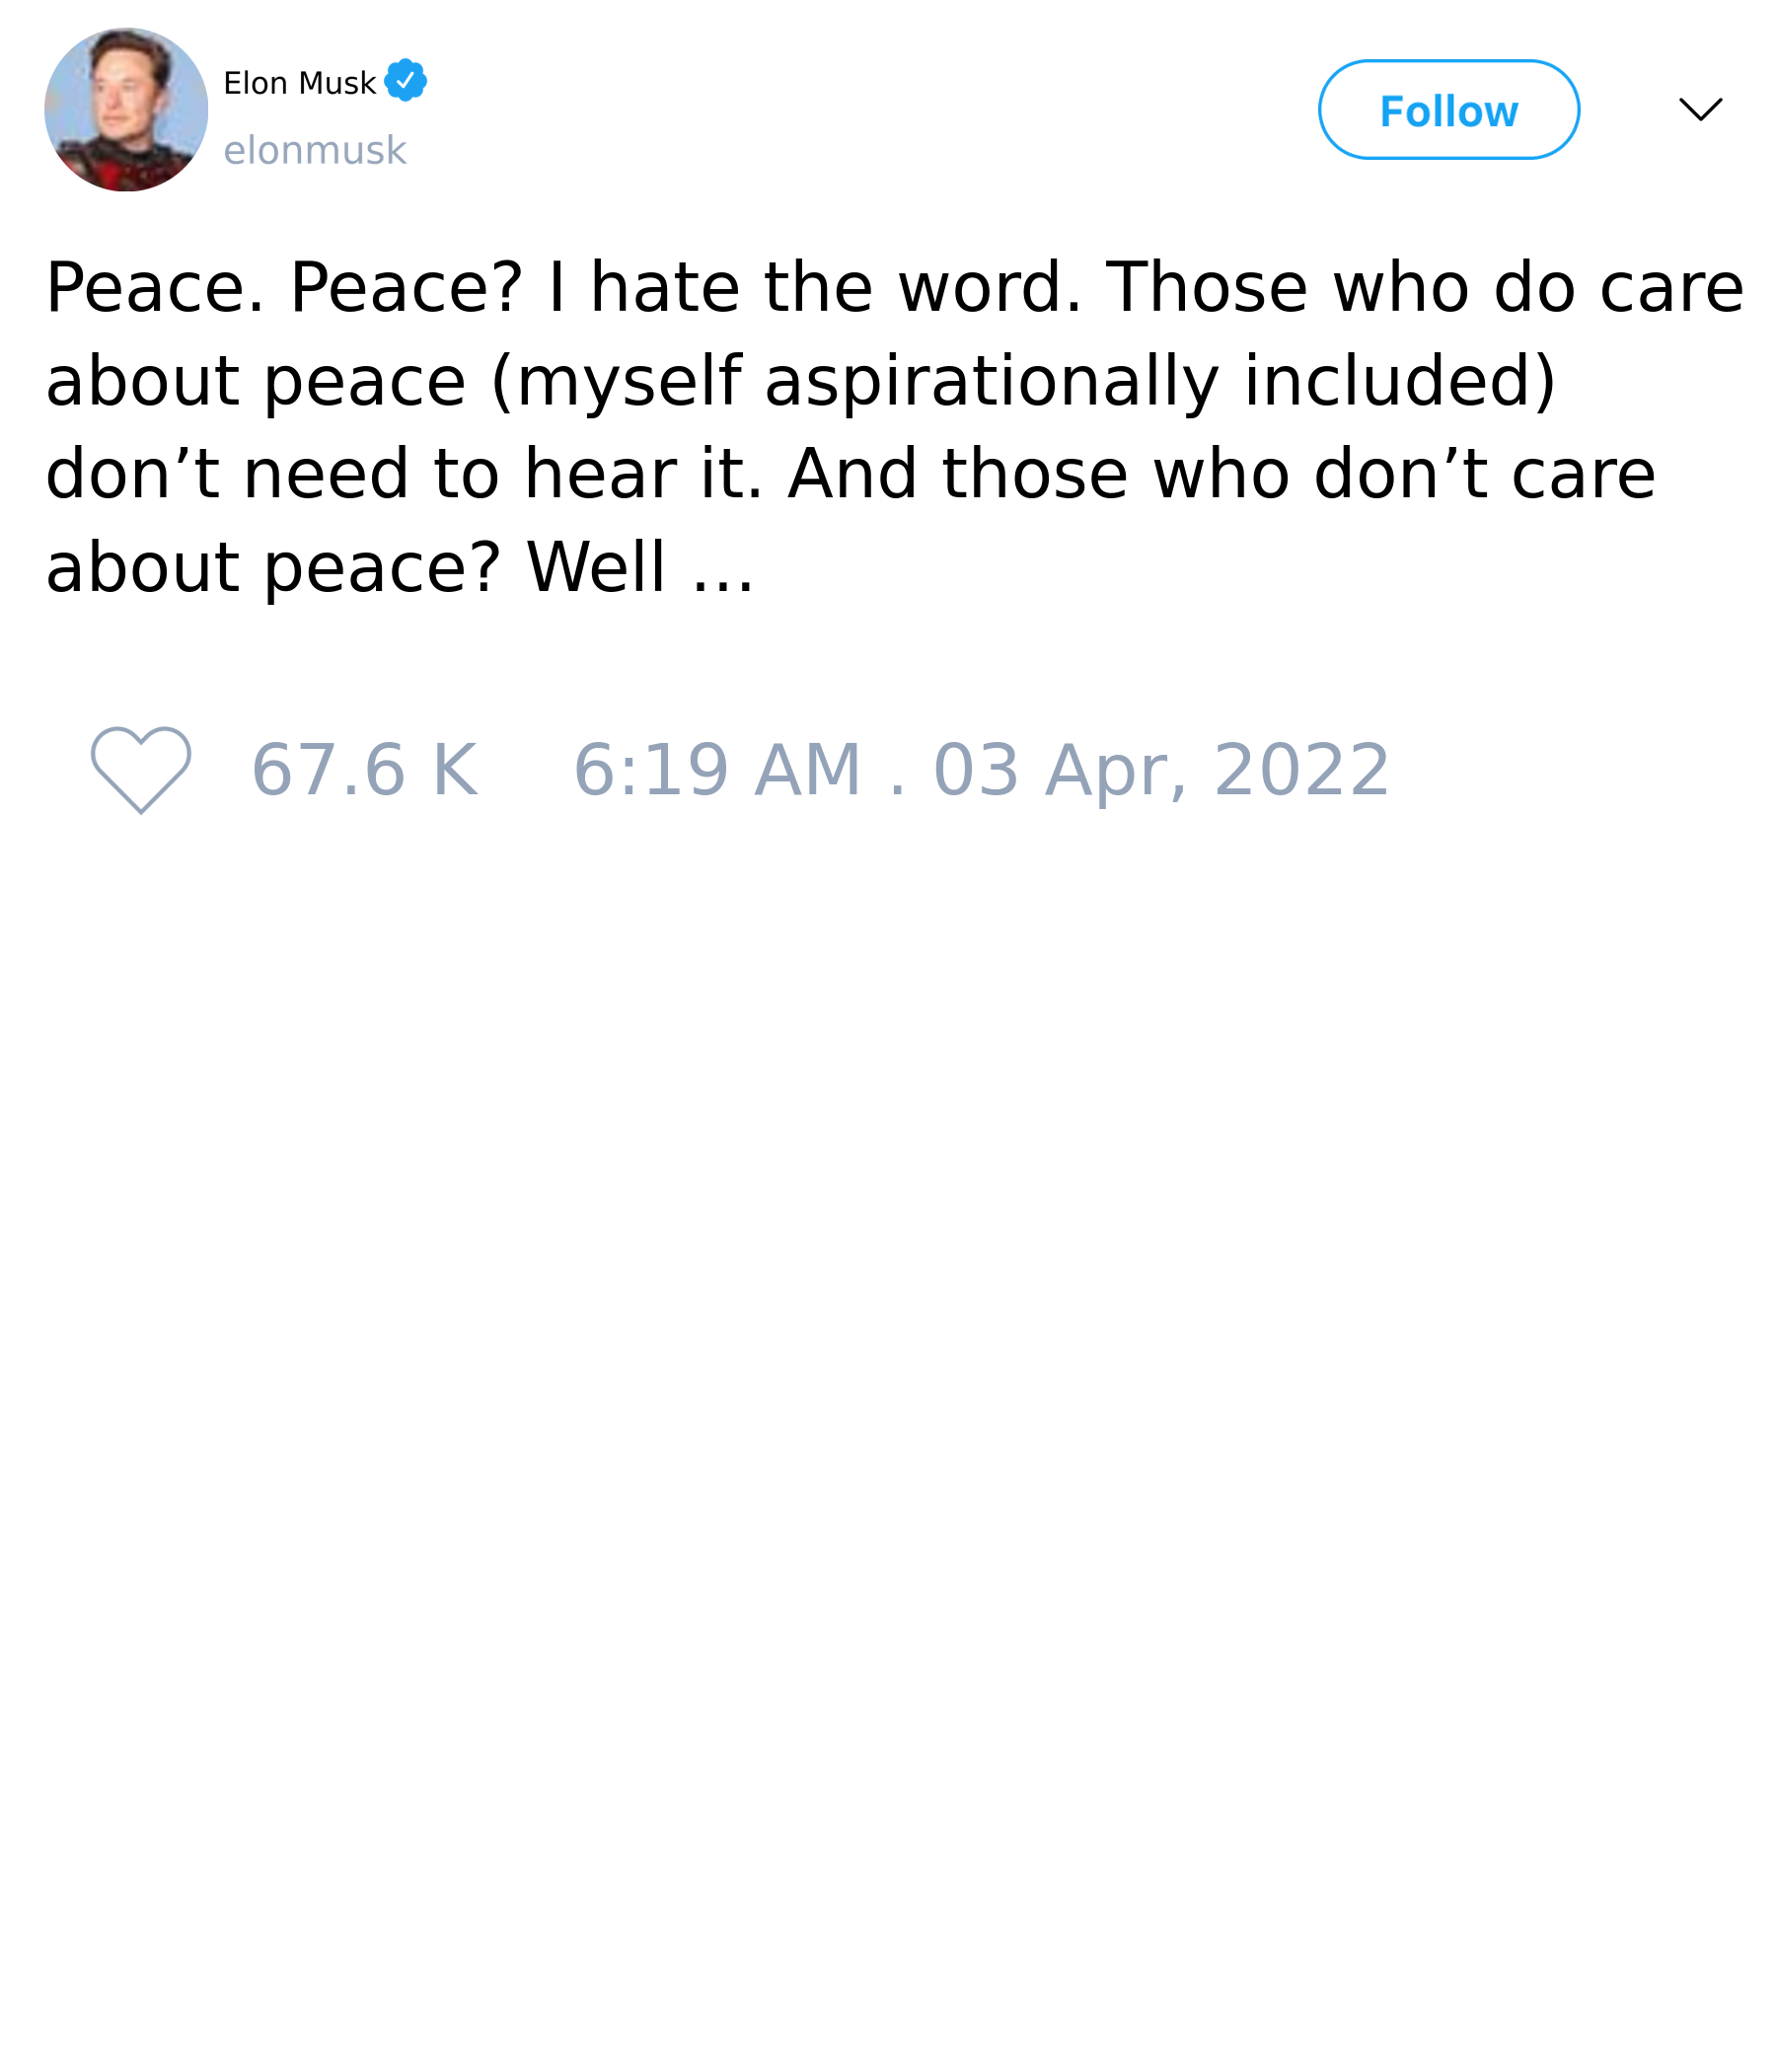 Elon Musk
elonmusk
Follow
Peace. Peace? I hate the word. Those who do care
about peace (myself aspirationally included)
don’t need to hear it. And those who don’t care
about peace? Well …
67.6 K 6:19 AM . 03 Apr, 2022